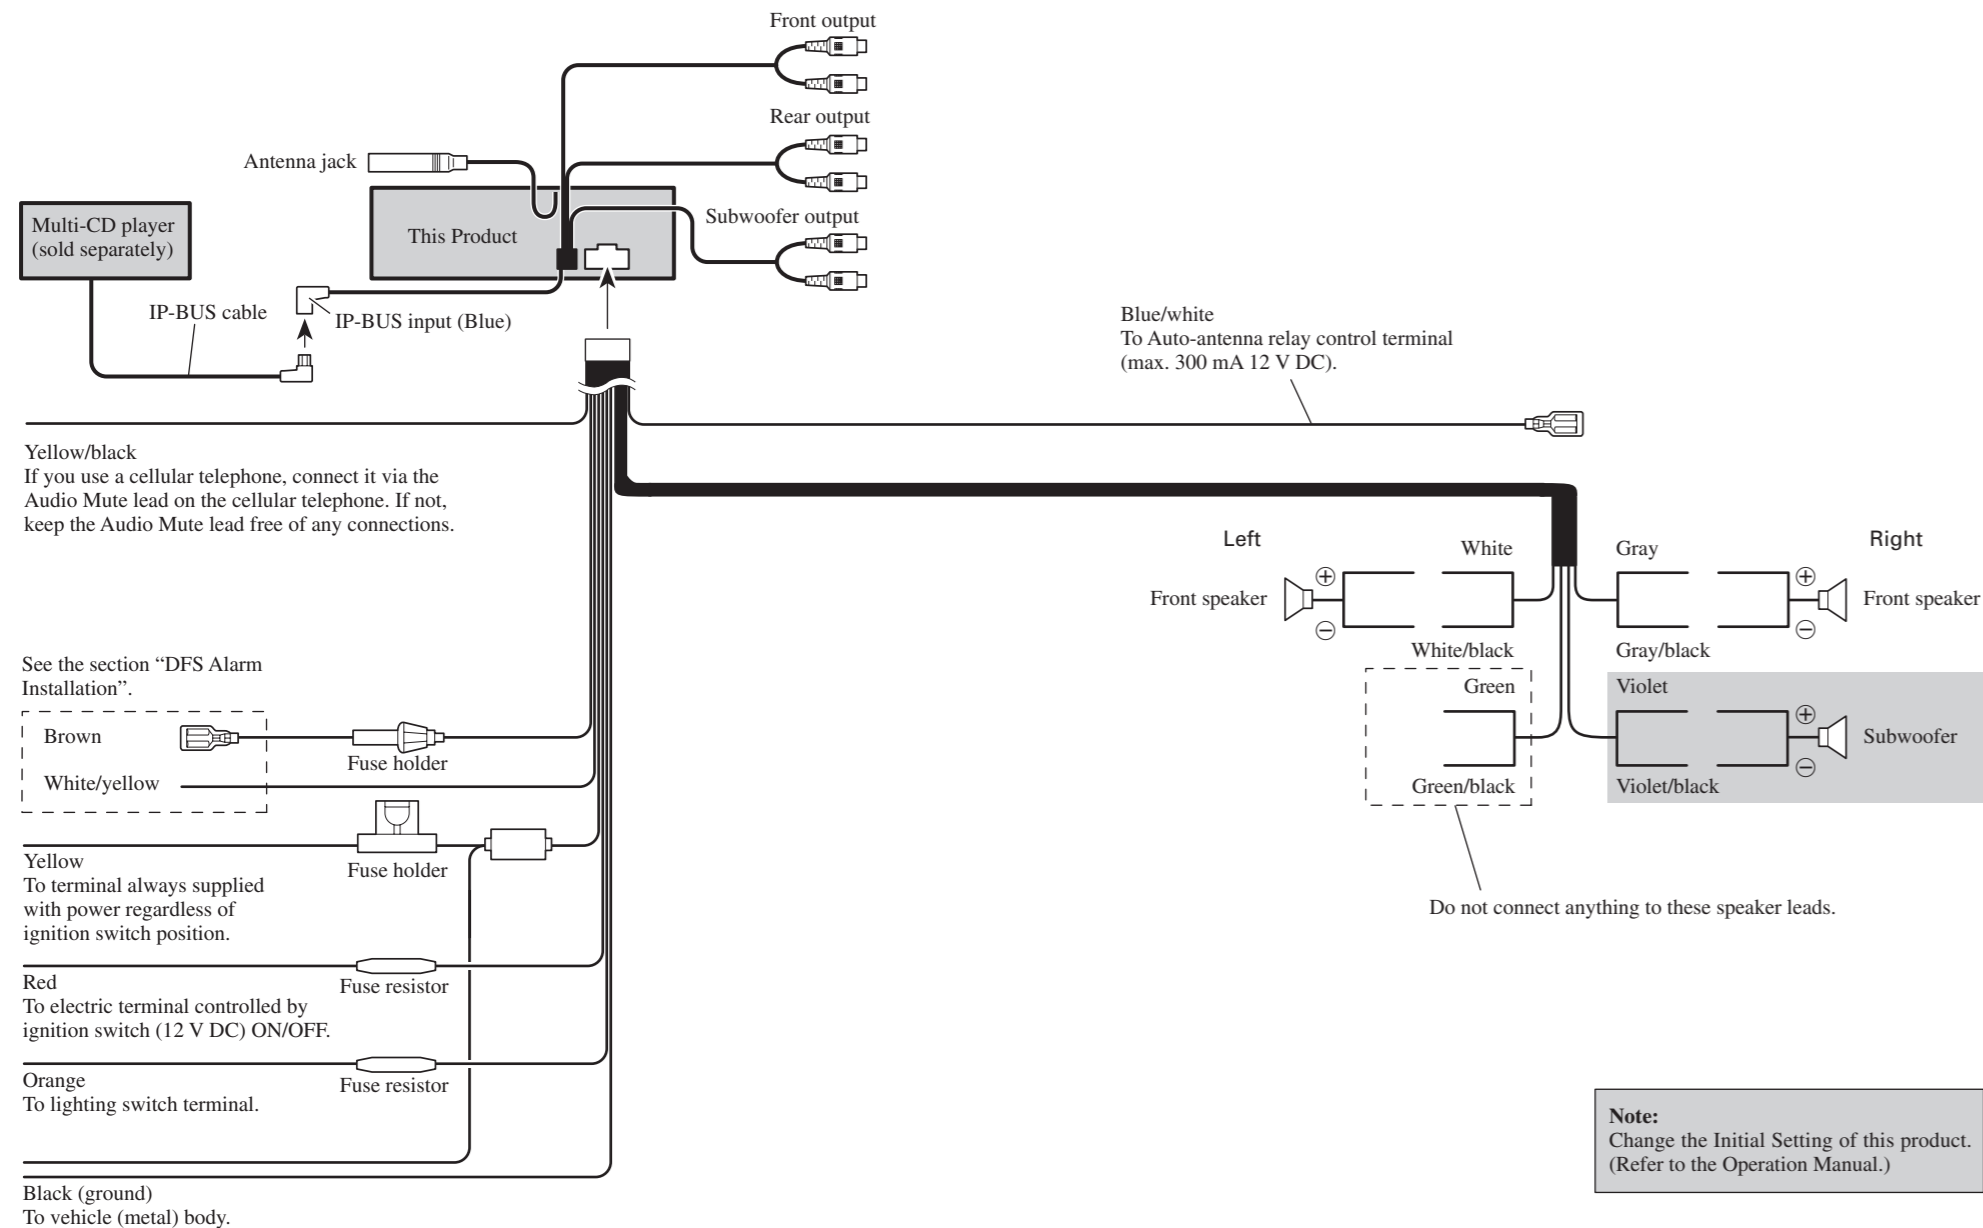 Front output
Rear output
Antenna jack
Subwoofer output
Multi-CD player
(sold separately)
This Product
IP-BUS cable
IP-BUS input (Blue)
Blue/white
To Auto-antenna relay control terminal
(max. 300 mA 12 V DC).
Yellow/black
If you use a cellular telephone, connect it via the
Audio Mute lead on the cellular telephone. If not,
keep the Audio Mute lead free of any connections.
Left
Right
White
Gray
Front speaker
⊕
⊖
⊕
⊖
Front speaker
White/black
Gray/black
Green
Violet
⊕
⊖
Subwoofer
Green/black
Violet/black
Do not connect anything to these speaker leads.
See the section “DFS Alarm
Installation”.
Brown
Fuse holder
White/yellow
Yellow
To terminal always supplied
with power regardless of
ignition switch position.
Fuse holder
Red
To electric terminal controlled by
ignition switch (12 V DC) ON/OFF.
Fuse resistor
Orange
To lighting switch terminal.
Fuse resistor
Black (ground)
To vehicle (metal) body.
Note:
Change the Initial Setting of this product.
(Refer to the Operation Manual.)